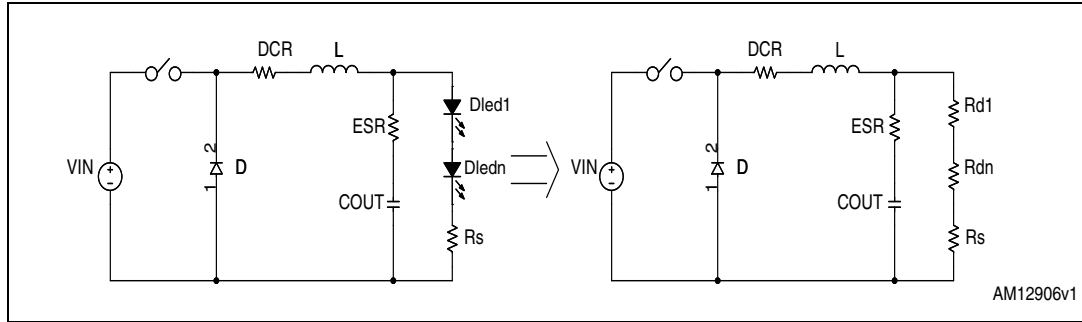 DCR
L
Dled1
ESR
VIN
2
1
D
Dledn
COUT
Rs
DCR
L
Rd1
ESR
VIN
2
1
D
Rdn
COUT
Rs
AM12906v1